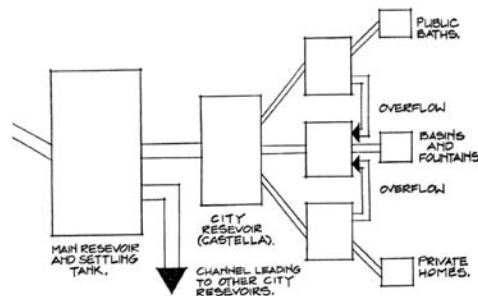 PUBLIC
BATHS.
OVERFLOW
BASINS
AND
FOUNTAINS
OVERFLOW
CITY
RESEVOIR
(CASTELLA).
MAIN RESEVOIR
AND SETTLING
TANK.
CHANNEL LEADING
TO OTHER CITY
RESEVOIRS.
PRIVATE
HOMES.